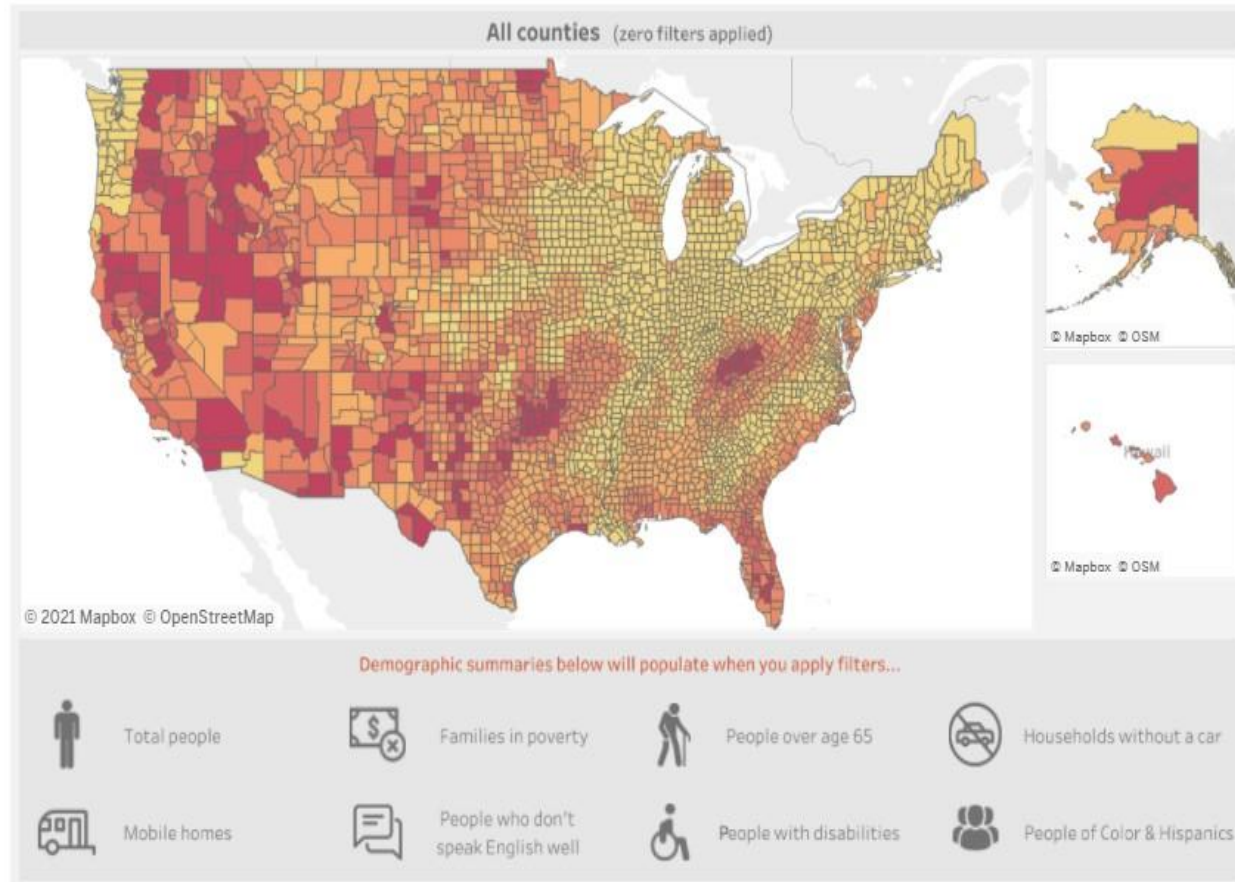 All counties (zero filters applied)
© Mapbox © OSM
Hawaii
© Mapbox © OSM
© 2021 Mapbox © OpenStreetMap
Demographic summaries below will populate when you apply filters...
Total people
Families in poverty
People over age 65
Households without a car
Mobile homes
People who don't
speak English well
People with disabilities
People of Color & Hispanics